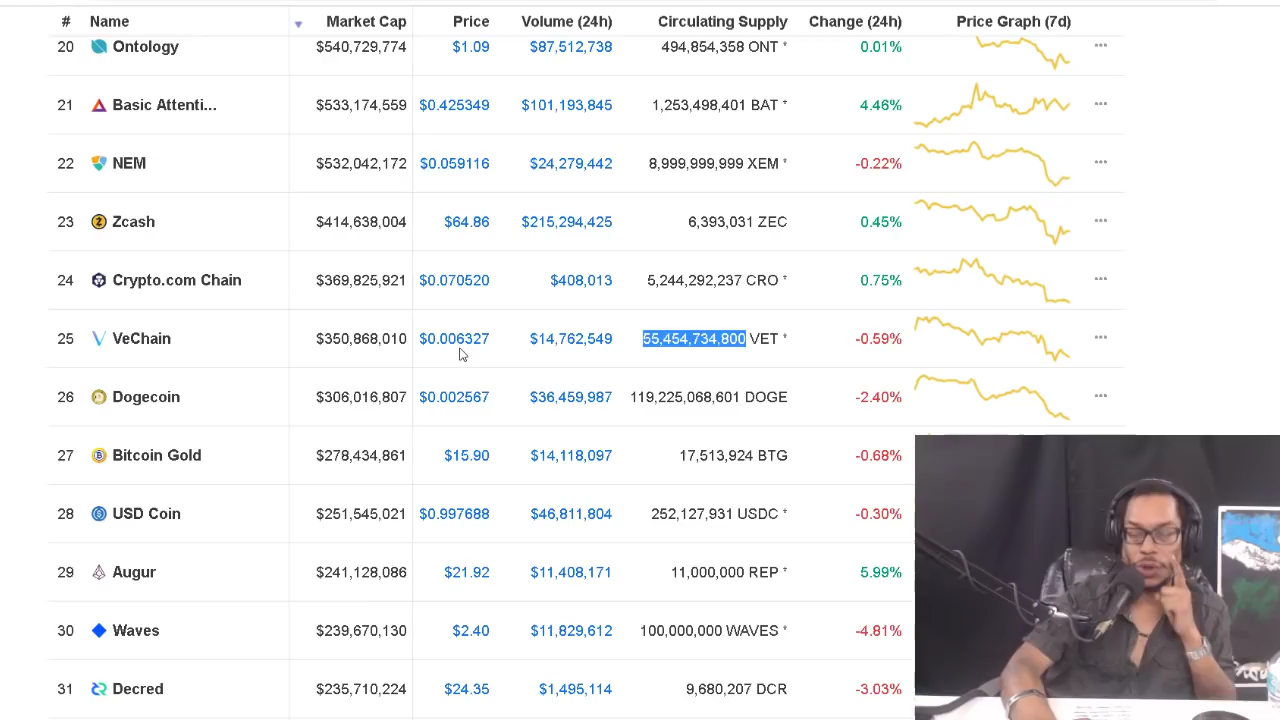 # Name Market Cap Price Volume (24h) Circulating Supply Change (24h) Price Graph (7d)
20 Ontology $540,729,774 $1.09 $87,512,738 494,854,358 ONT * 0.01%
21 Basic Attenti... $533,174,559 $0.425349 $101,193,845 1,253,498,401 BAT * 4.46%
22 NEM $532,042,172 $0.059116 $24,279,442 8,999,999,999 XEM * -0.22%
23 Zcash $414,638,004 $64.86 $215,294,425 6,393,031 ZEC 0.45%
24 Crypto.com Chain $369,825,921 $0.070520 $408,013 5,244,292,237 CRO * 0.75%
25 VeChain $350,868,010 $0.006327 $14,762,549 55,454,734,800 VET * -0.59%
26 Dogecoin $306,016,807 $0.002567 $36,459,987 119,225,068,601 DOGE -2.40%
27 Bitcoin Gold $278,434,861 $15.90 $14,118,097 17,513,924 BTG -0.68%
28 USD Coin $251,545,021 $0.997688 $46,811,804 252,127,931 USDC * -0.30%
29 Augur $241,128,086 $21.92 $11,408,171 11,000,000 REP * 5.99%
30 Waves $239,670,130 $2.40 $11,829,612 100,000,000 WAVES * -4.81%
31 Decred $235,710,224 $24.35 $1,495,114 9,680,207 DCR -3.03%